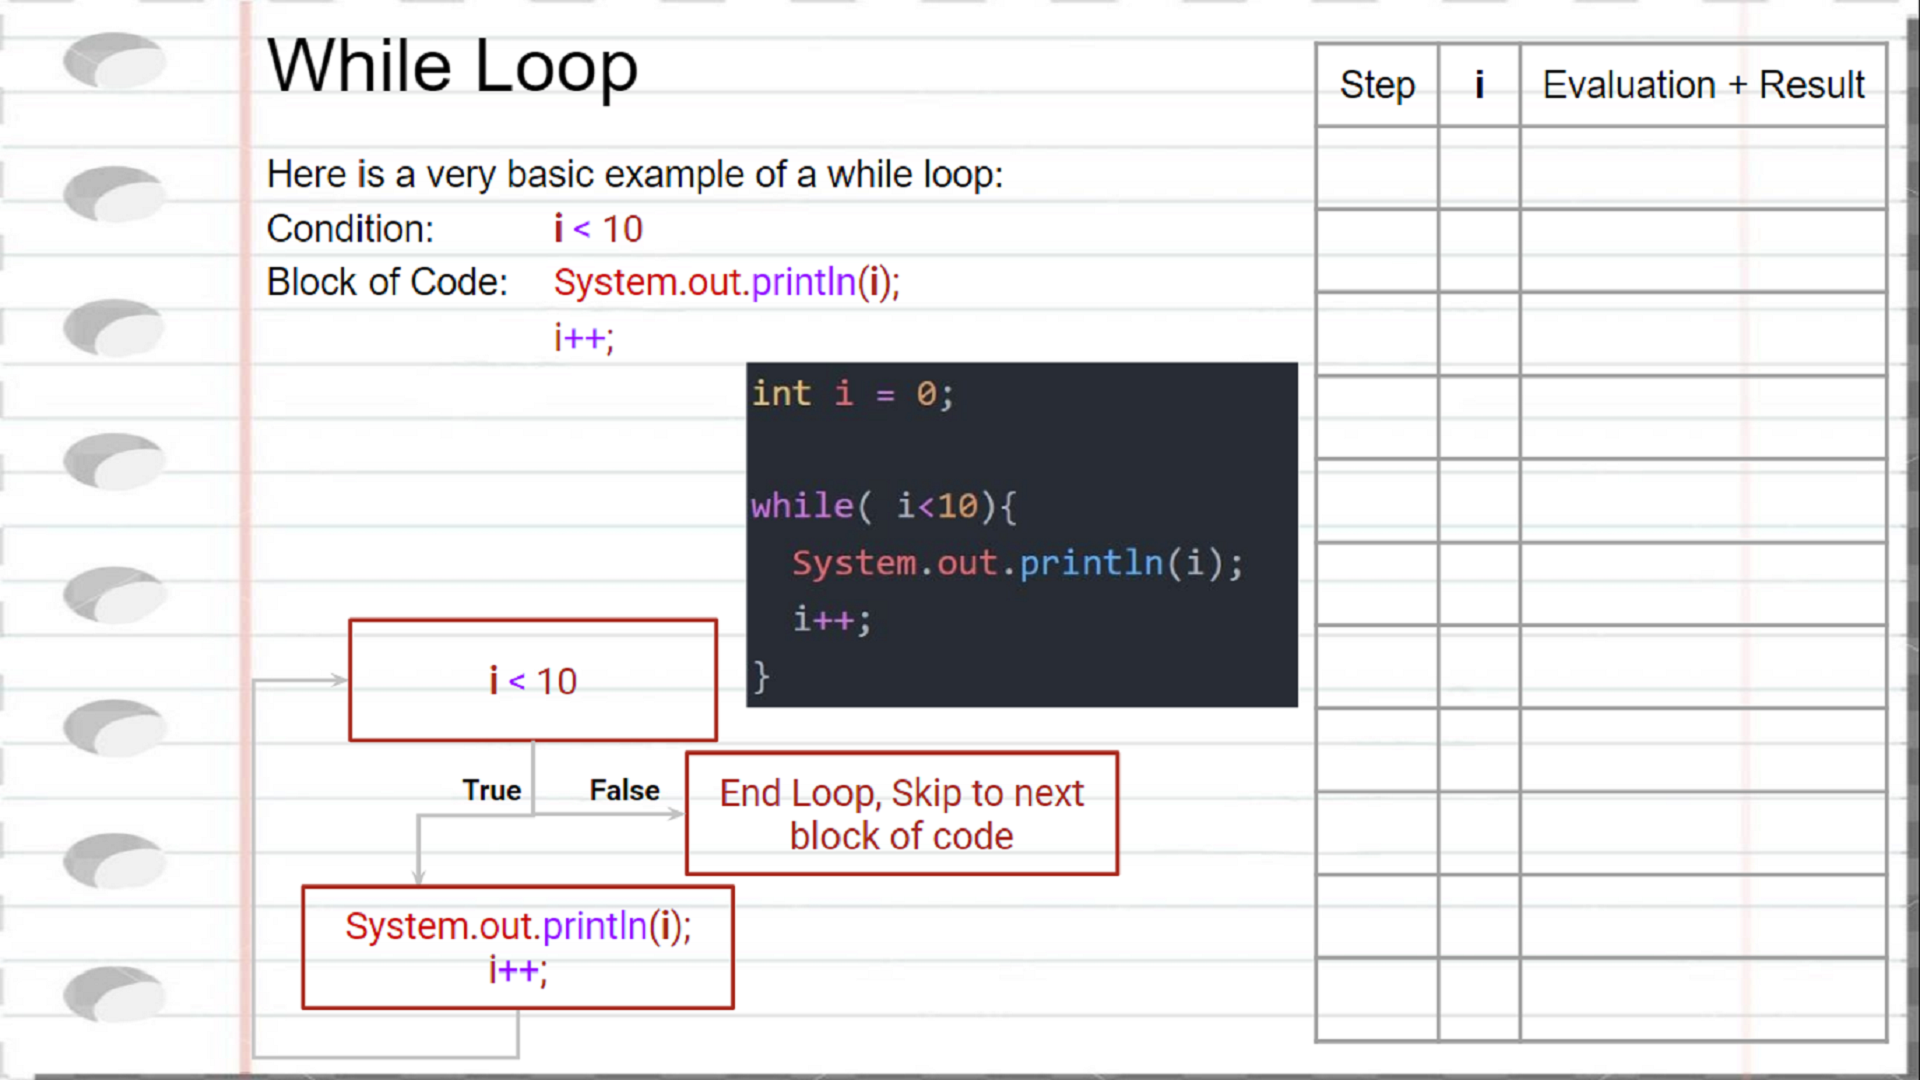 While Loop
Here is a very basic example of a while loop:
Condition: i < 10
Block of Code: System.out.println(i);
i++;
int i = 0;
while( i<10){
System.out.println(i);
i++;
}
i < 10
True False
End Loop, Skip to next
block of code
System.out.println(i);
i++;
Step i Evaluation + Result